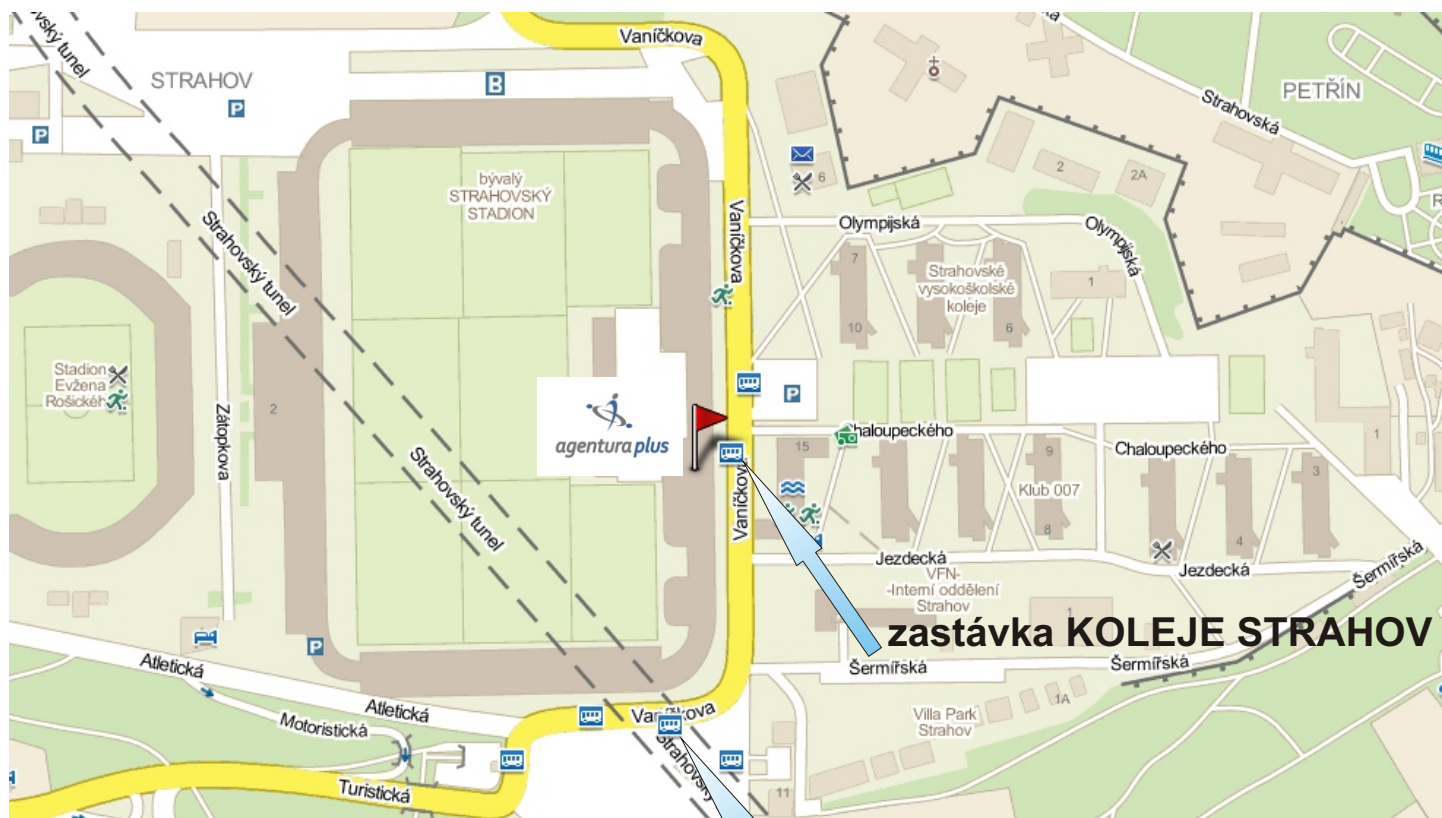 Vaníčkova
STRAHOV
P
B
P
PETŘÍN
Strahovská
6
2
2A
bývalý
STRAHOVSKÝ
STADION
Strahovský tunel
Vaníčkova
Olympijská
Olympijská
7
Strahovské
vysokoškolské
koleje
1
10
6
Stadion
Evžena
Rošického
2
Zátopkova
P
agentura plus
Chaloupeckého
Chaloupeckého
15
9
1
3
Klub 007
8
4
Strahovský tunel
Vaníčkova
Jezdecká
Jezdecká
Šermířská
VFN-
-Interní oddělení
Strahov
1
zastávka KOLEJE STRAHOV
P
Atletická
Šermířská
Šermířská
Atletická
Motoristická
Vaníčkova
Villa Park
Strahov
1A
Strahovský
Turistická
11